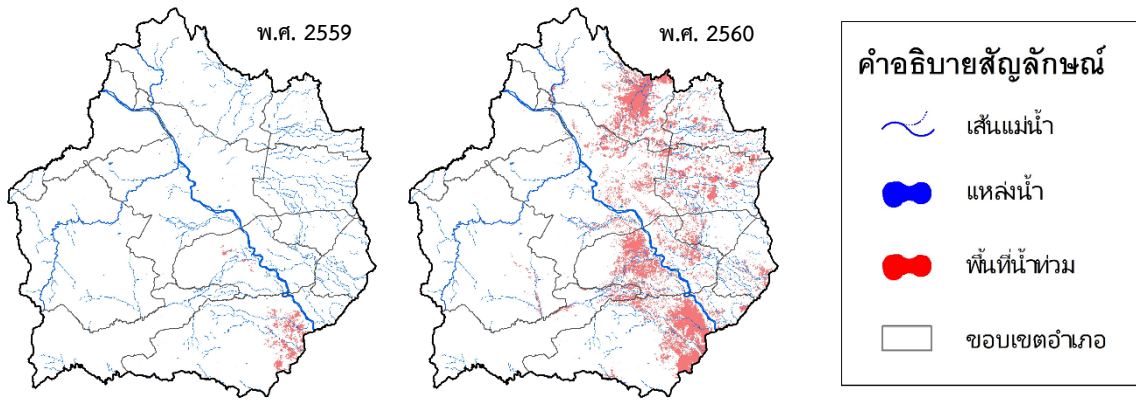 พ.ศ. 2559
พ.ศ. 2560
คำอธิบายสัญลักษณ์
เส้นแม่น้ำ
แหล่งน้ำ
พื้นที่น้ำท่วม
ขอบเขตอำเภอ